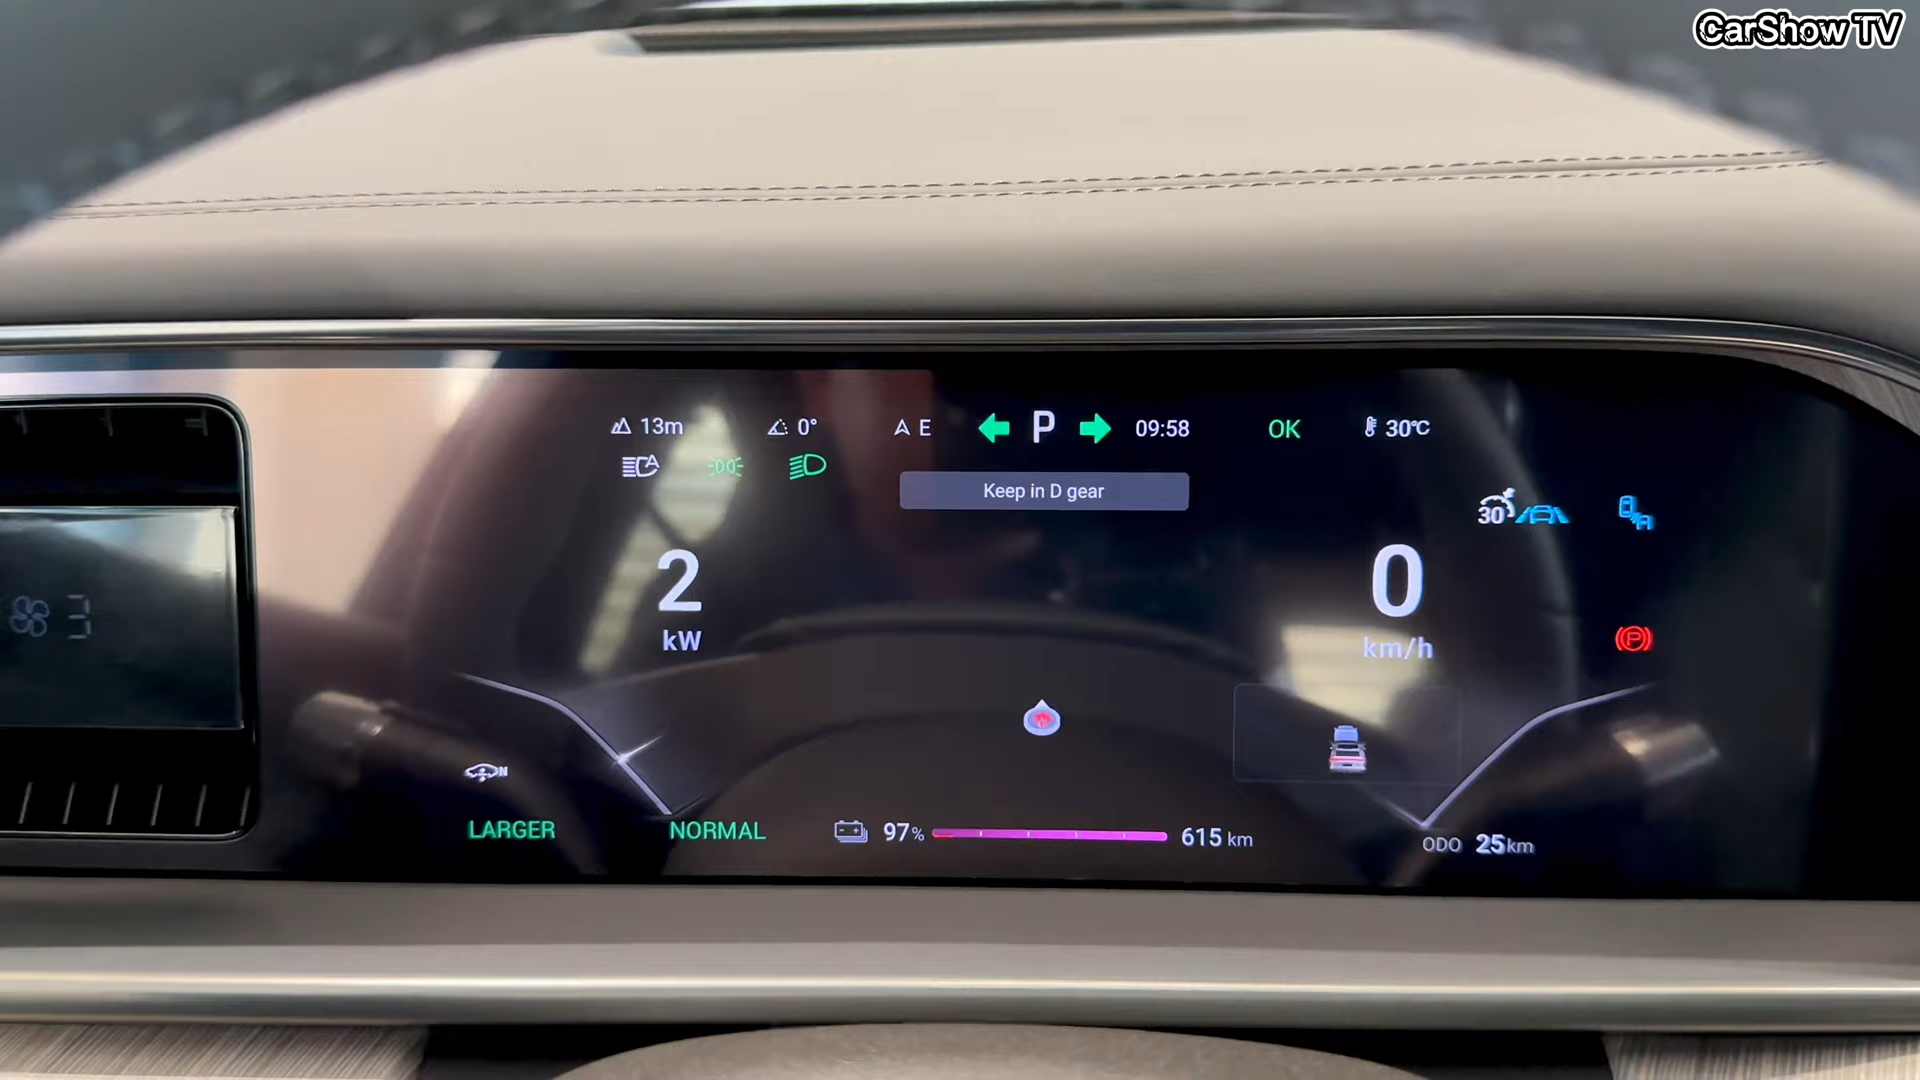 CarShow TV
13m 0° E P 09:58 OK 30°C
Keep in D gear
30
2
kW
0
km/h
3
N
LARGER NORMAL 97% 615 km
ODO 25km